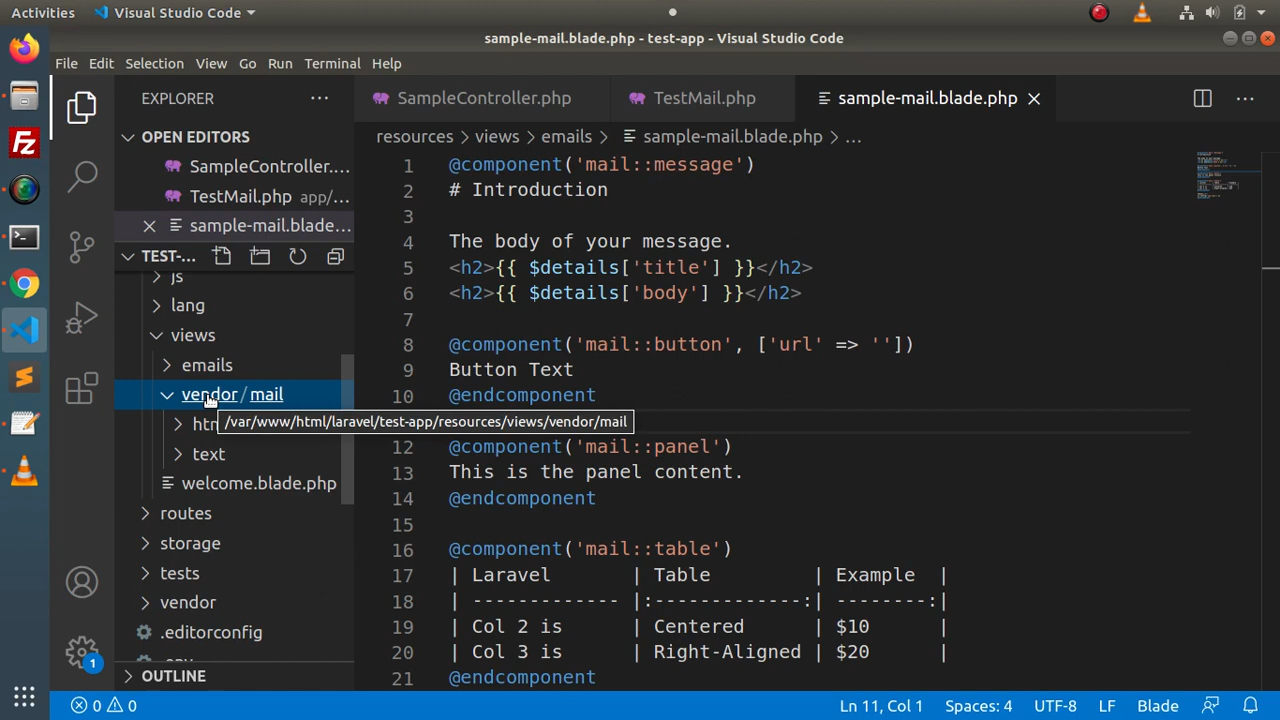 Activities Visual Studio Code
sample-mail.blade.php - test-app - Visual Studio Code
File Edit Selection View Go Run Terminal Help
EXPLORER
OPEN EDITORS
SampleController....
TestMail.php app/...
sample-mail.blade...
TEST-...
js
lang
views
emails
vendor/mail
/var/www/html/laravel/test-app/resources/views/vendor/mail
text
welcome.blade.php
routes
storage
tests
vendor
.editorconfig
OUTLINE
SampleController.php TestMail.php sample-mail.blade.php
resources views emails sample-mail.blade.php ...
1 @component('mail::message')
2 # Introduction
3
4 The body of your message.
5 <h2>{{ $details['title'] }}</h2>
6 <h2>{{ $details['body'] }}</h2>
7
8 @component('mail::button', ['url' => ''])
9 Button Text
10 @endcomponent
12 @component('mail::panel')
13 This is the panel content.
14 @endcomponent
15
16 @component('mail::table')
17 | Laravel | Table | Example |
18 | ------------- |:-------------:| --------:|
19 | Col 2 is | Centered | $10 |
20 | Col 3 is | Right-Aligned | $20 |
21 @endcomponent
1
0 0 Ln 11, Col 1 Spaces: 4 UTF-8 LF Blade